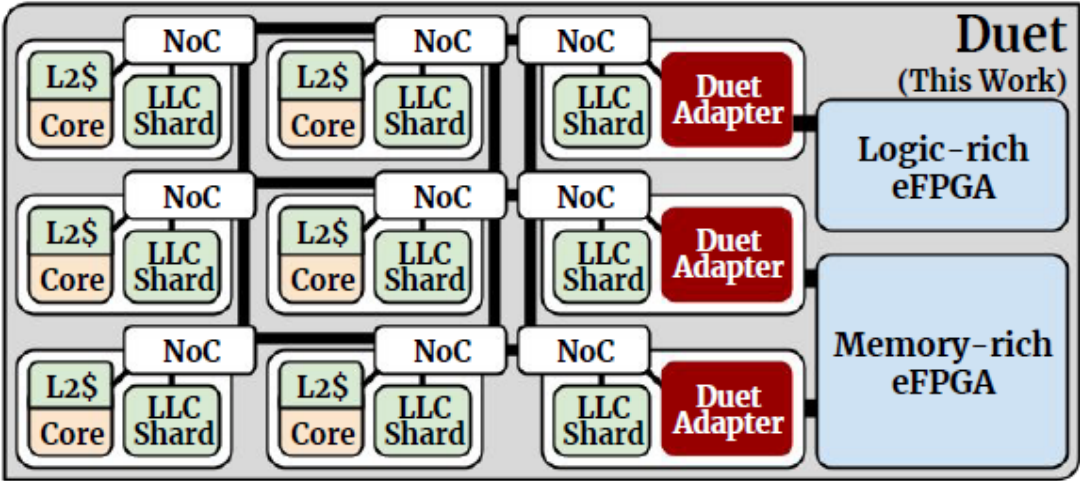 Duet
(This Work)
NoC
L2$
Core
LLC
Shard
NoC
L2$
Core
LLC
Shard
NoC
LLC
Shard
Duet
Adapter
Logic-rich
eFPGA
NoC
L2$
Core
LLC
Shard
NoC
L2$
Core
LLC
Shard
NoC
LLC
Shard
Duet
Adapter
Memory-rich
eFPGA
NoC
L2$
Core
LLC
Shard
NoC
L2$
Core
LLC
Shard
NoC
LLC
Shard
Duet
Adapter